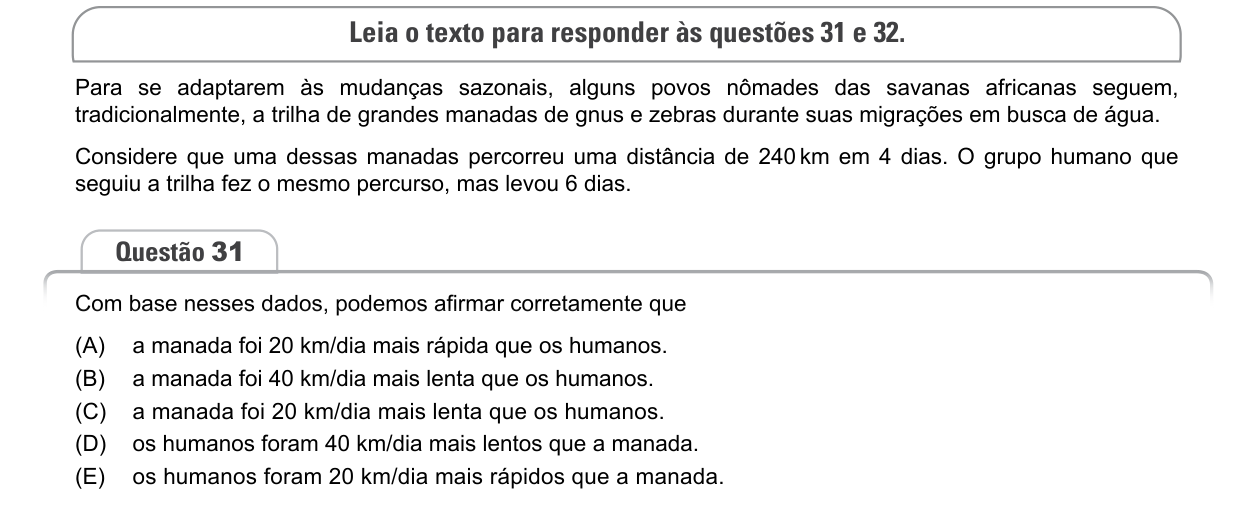 Leia o texto para responder às questões 31 e 32.
Para se adaptarem às mudanças sazonais, alguns povos nômades das savanas africanas seguem,
tradicionalmente, a trilha de grandes manadas de gnus e zebras durante suas migrações em busca de água.
Considere que uma dessas manadas percorreu uma distância de 240 km em 4 dias. O grupo humano que
seguiu a trilha fez o mesmo percurso, mas levou 6 dias.
Questão 31
Com base nesses dados, podemos afirmar corretamente que
(A) a manada foi 20 km/dia mais rápida que os humanos.
(B) a manada foi 40 km/dia mais lenta que os humanos.
(C) a manada foi 20 km/dia mais lenta que os humanos.
(D) os humanos foram 40 km/dia mais lentos que a manada.
(E) os humanos foram 20 km/dia mais rápidos que a manada.